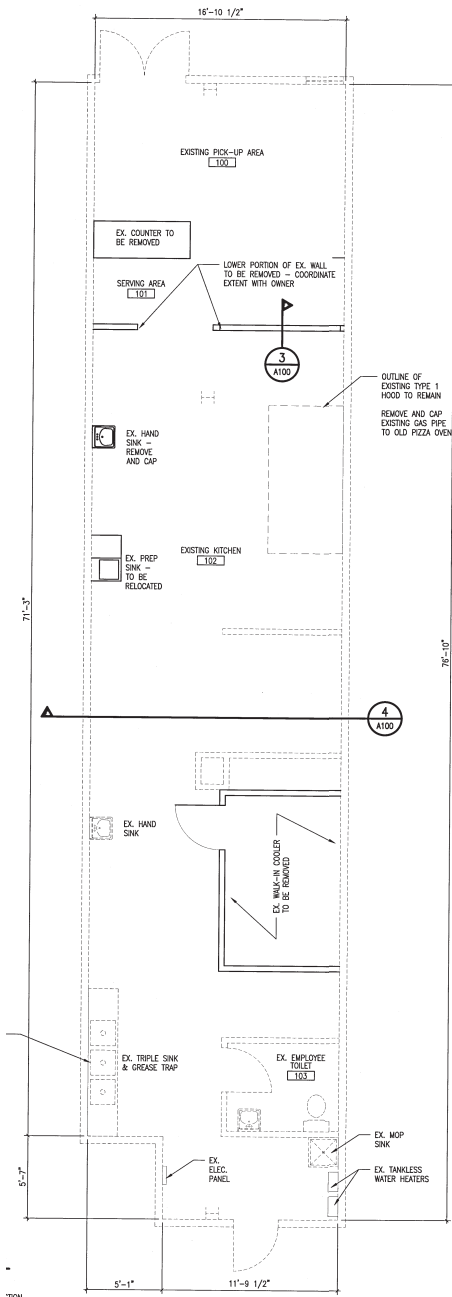 16'-10 1/2"
EXISTING PICK-UP AREA
100
EX. COUNTER TO
BE REMOVED
LOWER PORTION OF EX. WALL
TO BE REMOVED - COORDINATE
EXTENT WITH OWNER
SERVING AREA
101
3
A100
OUTLINE OF
EXISTING TYPE 1
HOOD TO REMAIN
REMOVE AND CAP
EXISTING GAS PIPE
TO OLD PIZZA OVEN
EX. HAND
SINK -
REMOVE
AND CAP
EXISTING KITCHEN
102
EX. PREP
SINK -
TO BE
RELOCATED
71'-3"
76'-10"
4
A100
EX. HAND
SINK
EX. WALK-IN COOLER
TO BE REMOVED
EX. TRIPLE SINK
& GREASE TRAP
EX. EMPLOYEE
TOILET
103
EX. MOP
SINK
EX.
ELEC.
PANEL
EX. TANKLESS
WATER HEATERS
5'-7"
5'-1"
11'-9 1/2"